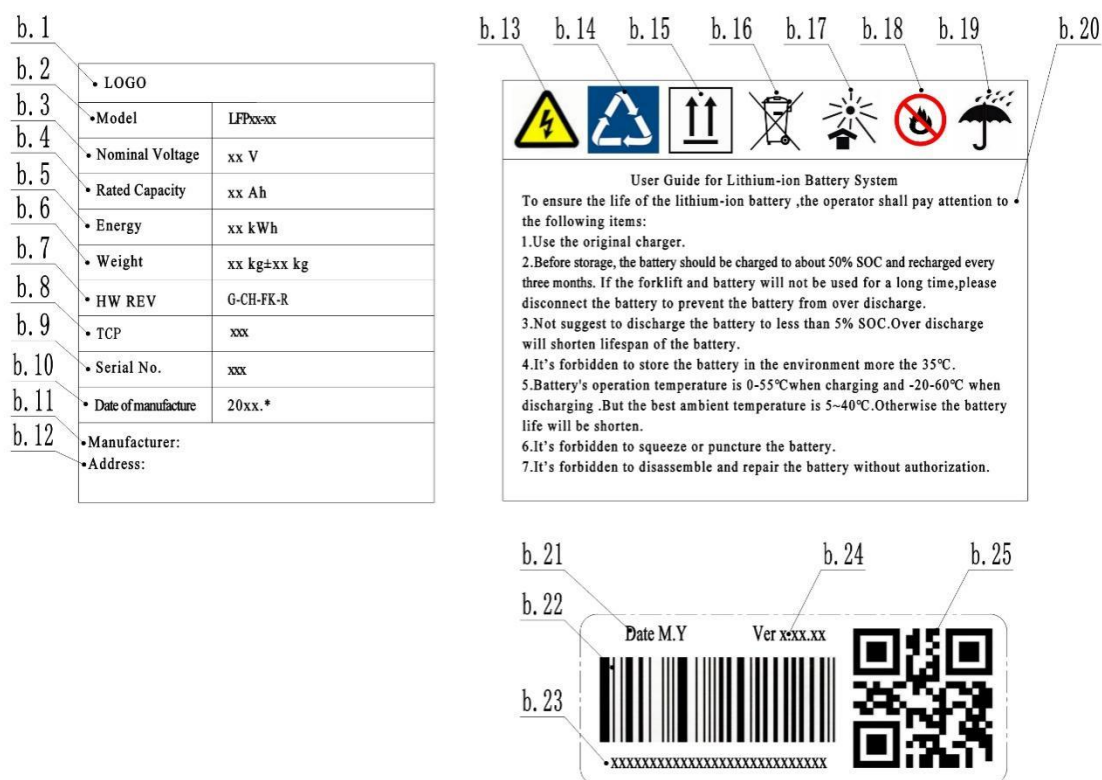 b.1
b.2
b.3
b.4
b.5
b.6
b.7
b.8
b.9
b.10
b.11
b.12
LOGO
Model LFPxx-xx
Nominal Voltage xx V
Rated Capacity xx Ah
Energy xx kWh
Weight xx kg±xx kg
HW REV G-CH-FK-R
TCP xxx
Serial No. xxx
Date of manufacture 20xx.*
Manufacturer:
Address:
b.13 b.14 b.15 b.16 b.17 b.18 b.19 b.20
User Guide for Lithium-ion Battery System
To ensure the life of the lithium-ion battery ,the operator shall pay attention to
the following items:
1.Use the original charger.
2.Before storage, the battery should be charged to about 50% SOC and recharged every
three months. If the forklift and battery will not be used for a long time,please
disconnect the battery to prevent the battery from over discharge.
3.Not suggest to discharge the battery to less than 5% SOC.Over discharge
will shorten lifespan of the battery.
4.It's forbidden to store the battery in the environment more the 35℃.
5.Battery's operation temperature is 0-55℃when charging and -20-60℃ when
discharging .But the best ambient temperature is 5~40℃.Otherwise the battery
life will be shorten.
6.It's forbidden to squeeze or puncture the battery.
7.It's forbidden to disassemble and repair the battery without authorization.
b.21 b.24 b.25
b.22
Date M.Y Ver x.xx.xx
b.23
xxxxxxxxxxxxxxxxxxxxxxxxxxxx